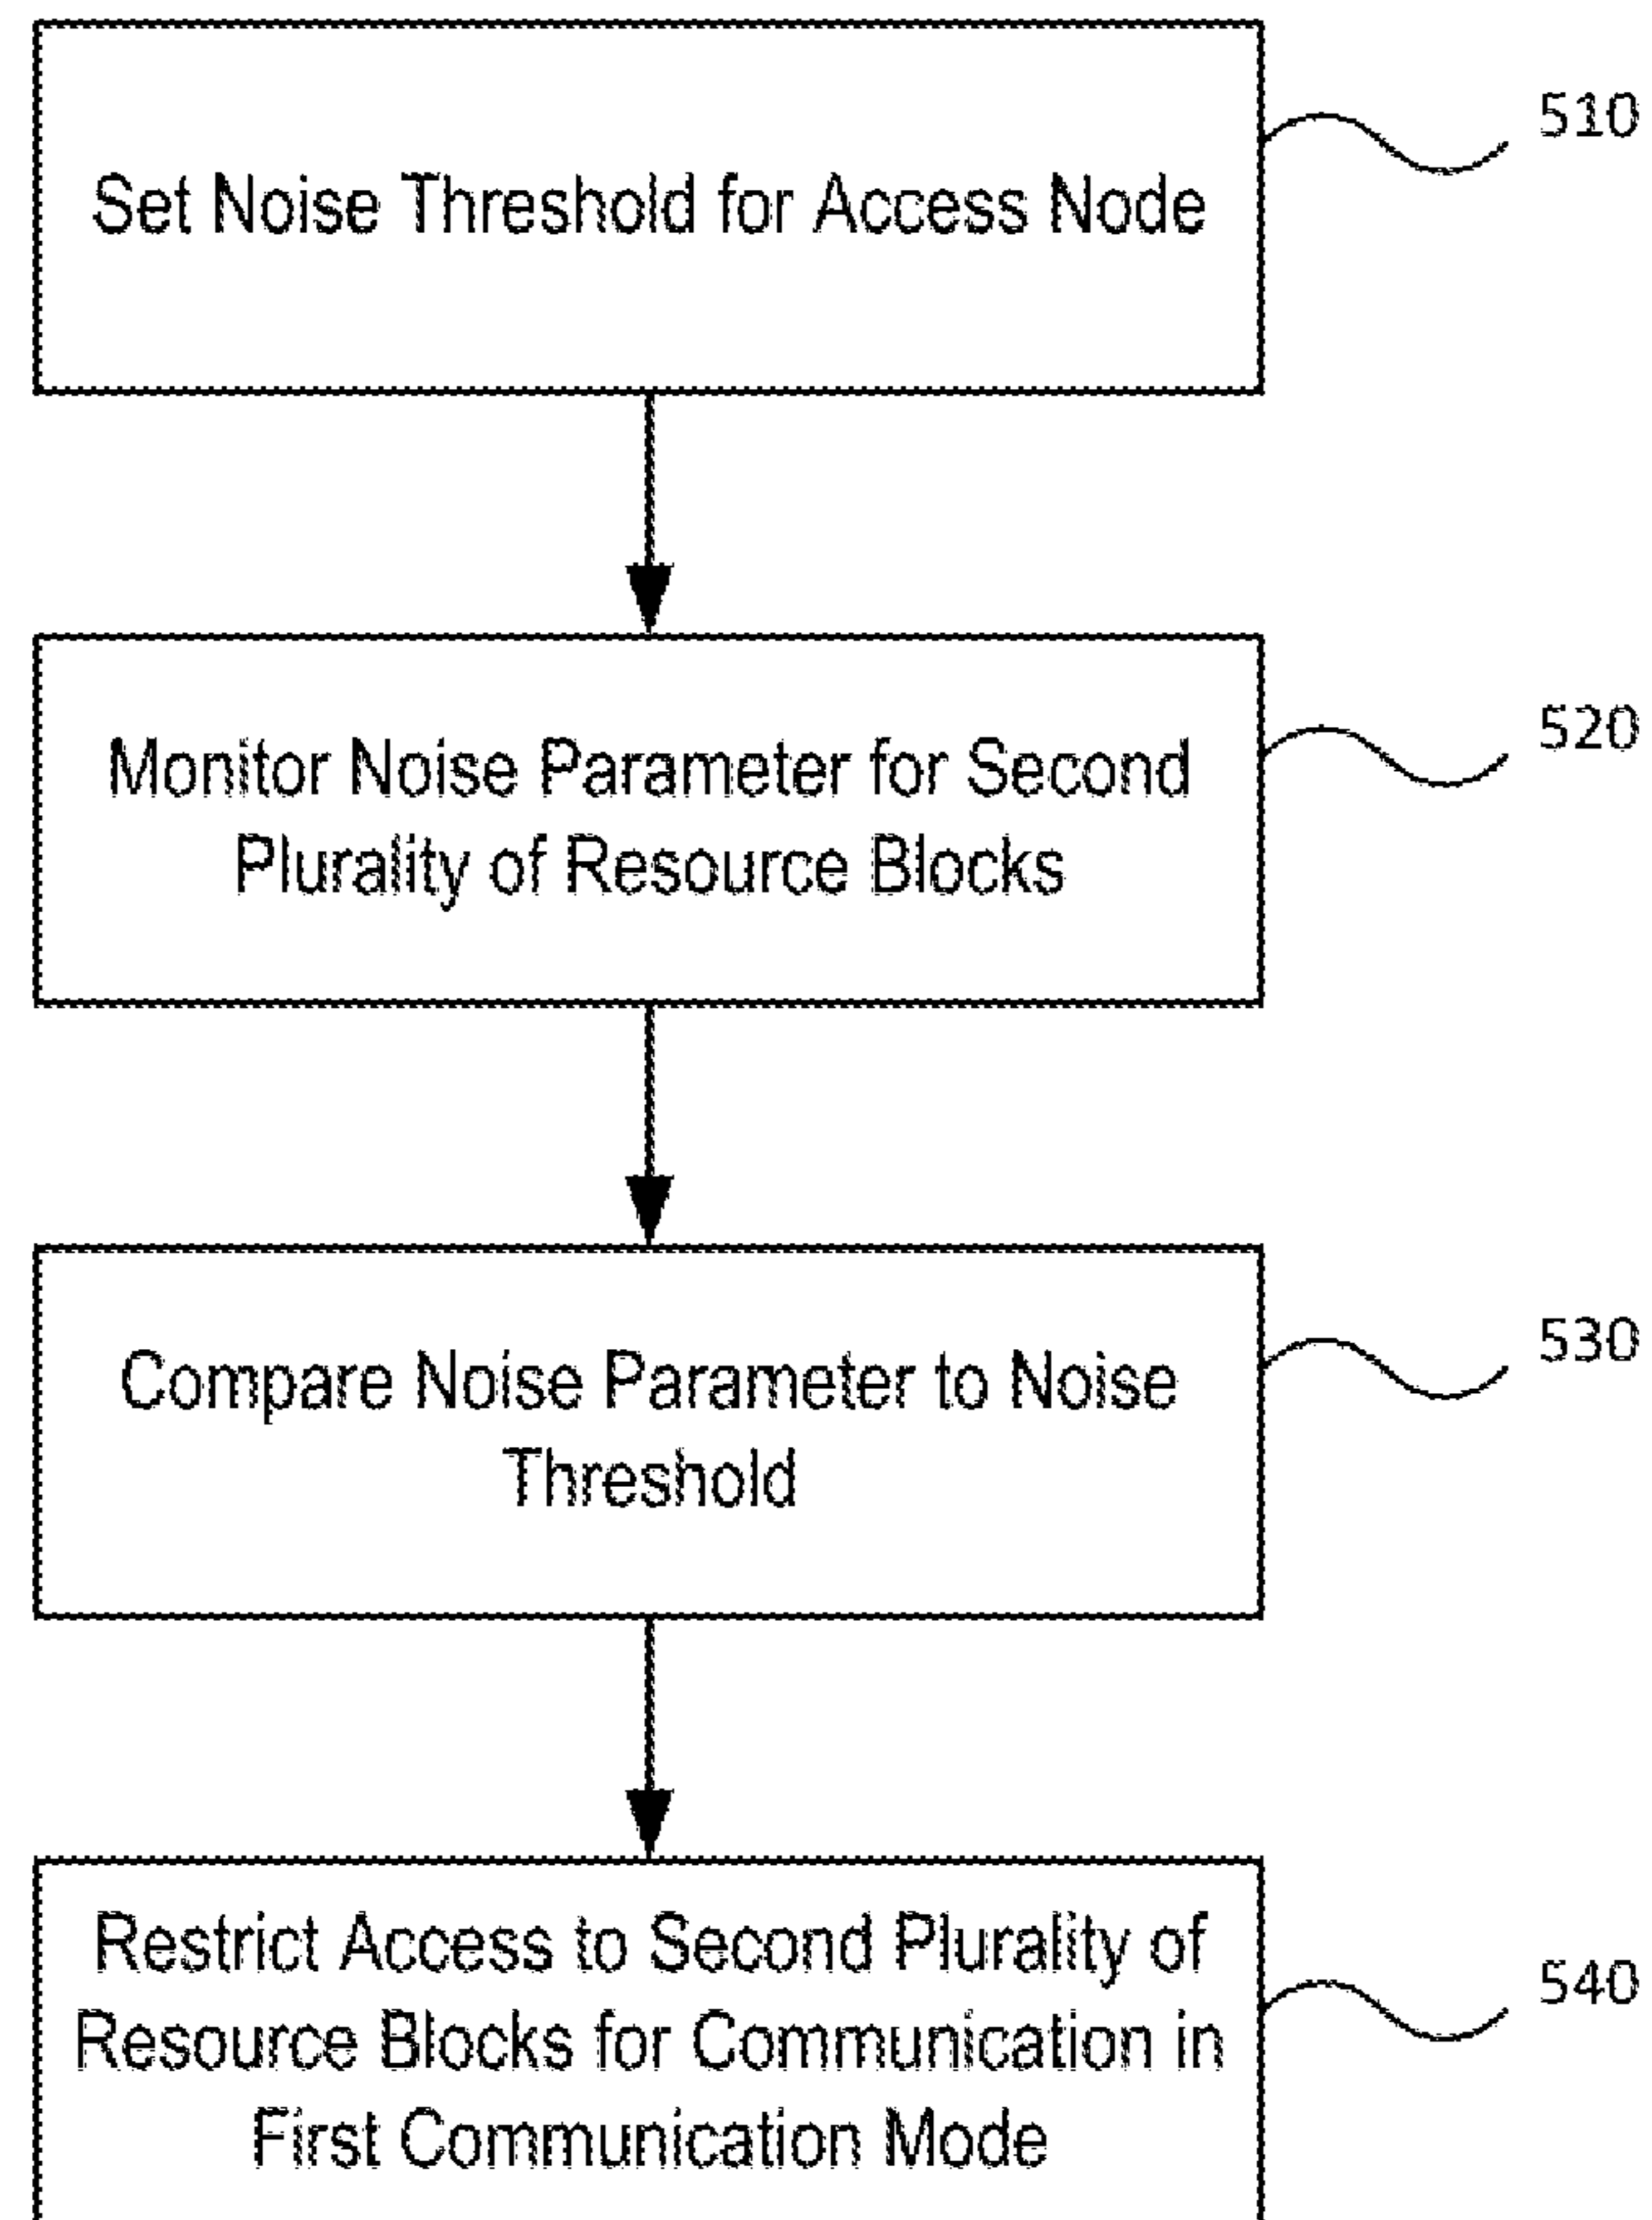 510
Set Noise Threshold for Access Node
520
Monitor Noise Parameter for Second
Plurality of Resource Blocks
530
Compare Noise Parameter to Noise
Threshold
540
Restrict Access to Second Plurality of
Resource Blocks for Communication in
First Communication Mode